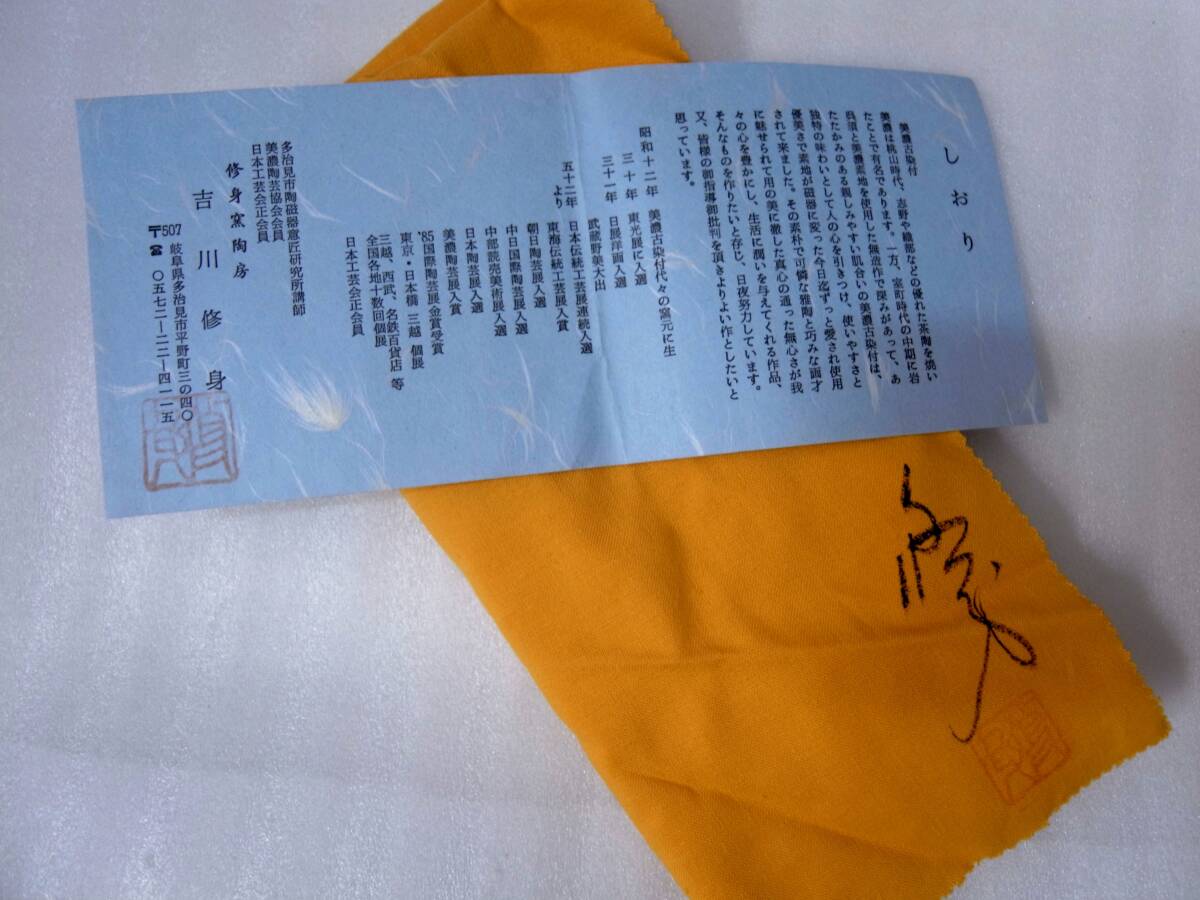 しおり
美濃古染付
美濃は桃山時代、志野や織部などの優れた茶陶を焼い
たことで有名であります。一方、室町時代の中期に岩
呉須と美濃素地を使用した無造作で深みがあって、あ
たたかみのある親しみやすい肌合いの美濃古染付は、
独特の味わいとして人の心を引きつけ、使いやすさと
優美さで素地が磁器に変った今日迄ずっと愛され使用
されて来ました。その素朴で可憐な雅陶と巧みな画才
に魅せられて用の美に徹した真心の通った無心さが我
々の心を豊かにし、生活に潤いを与えてくれる作品、
そんなものを作りたいと存じ、日夜努力しています。
又、皆様の御指導御批判を頂きよりよい作としたいと
思っています。
昭和十二年 美濃古染付代々の窯元に生
三十年 東光展に入選
三十一年 日展洋画入選
武蔵野美大出
五十二年より 日本伝統工芸展連続入選
東海伝統工芸展入賞
朝日陶芸展入選
中日国際陶芸展入選
中部読売美術展入選
日本陶芸展入選
美濃陶芸展入賞
'85国際陶芸展金賞受賞
東京・日本橋 三越 個展
三越、西武、名鉄百貨店 等
全国各地十数回個展
日本工芸会正会員
多治見市陶磁器意匠研究所講師
美濃陶芸協会会員
日本工芸会正会員
修身窯陶房
吉川修身
〒507 岐阜県多治見市平野町三の四〇
☎ 〇五七二ー二二ー四一一五